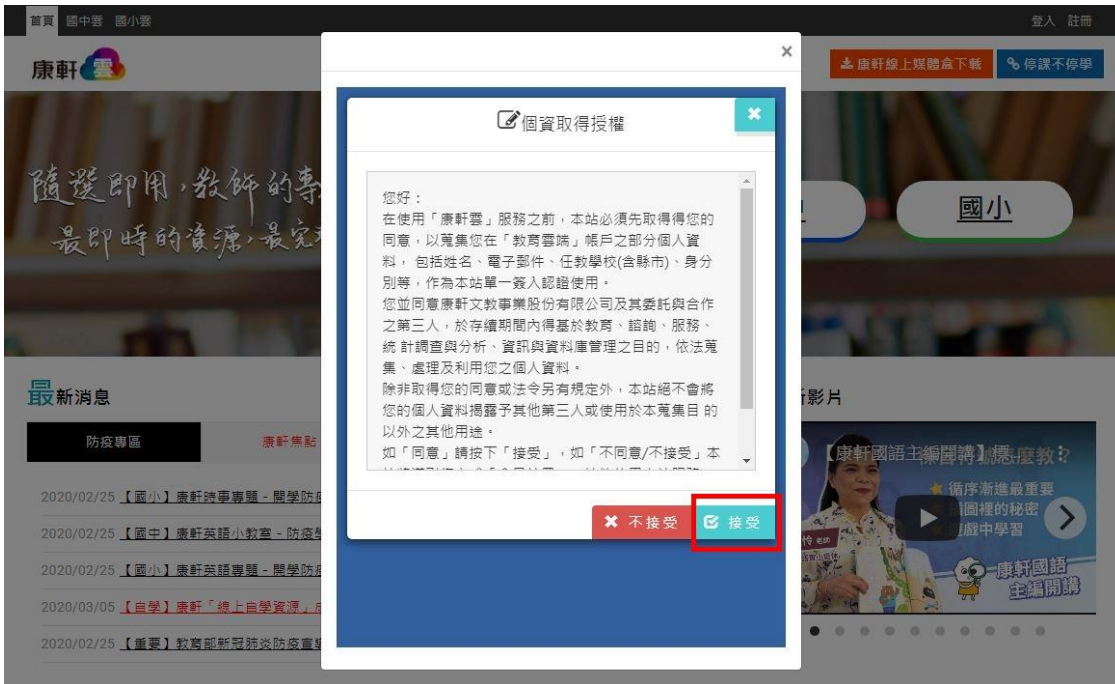 首頁 國中雲 國小雲
登入 註冊
康軒雲
康軒線上媒體盒下載
停課不停學
隨選即用,教師的專
最即時的資源,最完
國小
×
個資取得授權
您好:
在使用「康軒雲」服務之前,本站必須先取得得您的
同意,以蒐集您在「教育雲端」帳戶之部分個人資
料, 包括姓名、電子郵件、任教學校(含縣市)、身分
別等,作為本站單一簽入認證使用。
您並同意康軒文教事業股份有限公司及其委託與合作
之第三人,於存續期間內得基於教育、諮詢、服務、
統 計調查與分析、資訊與資料庫管理之目的,依法蒐
集、處理及利用您之個人資料。
除非取得您的同意或法令另有規定外,本站絕不會將
您的個人資料揭露予其他第三人或使用於本蒐集目 的
以外之其他用途。
如「同意」請按下「接受」,如「不同意/不接受」本
不接受
接受
最新消息
防疫專區
康軒焦點
2020/02/25 【國小】康軒時事專題 - 開學防疫
2020/02/25 【國中】康軒英語小教室 - 防疫學
2020/02/25 【國小】康軒英語專題 - 開學防疫
2020/03/05 【自學】康軒「線上自學資源」
2020/02/25 【重要】教育部新冠肺炎防疫宣導
影片
【康軒國語主編開講】標...
循序漸進最重要
插圖裡的秘密
遊戲中學習
康軒國語
主編開講